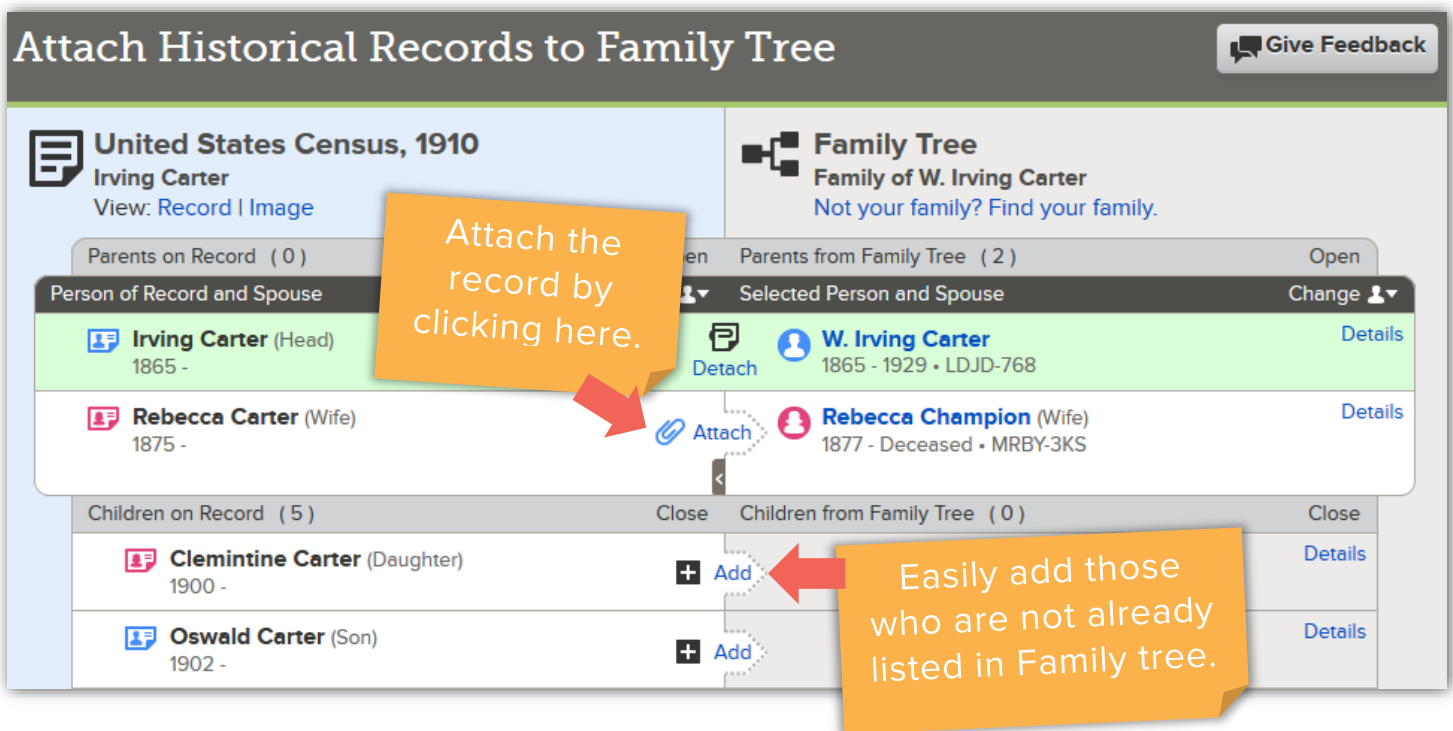 Attach Historical Records to Family Tree
Give Feedback
United States Census, 1910
Irving Carter
View: Record | Image
Family Tree
Family of W. Irving Carter
Not your family? Find your family.
Attach the
record by
clicking here.
Parents on Record ( 0 )
Parents from Family Tree ( 2 )
Open
Person of Record and Spouse
Selected Person and Spouse
Change
Irving Carter (Head)
1865 -
Detach
W. Irving Carter
1865 - 1929 • LDJD-768
Details
Rebecca Carter (Wife)
1875 -
Attach
Rebecca Champion (Wife)
1877 - Deceased • MRBY-3KS
Details
Children on Record ( 5 )
Close
Children from Family Tree ( 0 )
Close
Clemintine Carter (Daughter)
1900 -
Add
Details
Oswald Carter (Son)
1902 -
Add
Details
Easily add those
who are not already
listed in Family tree.